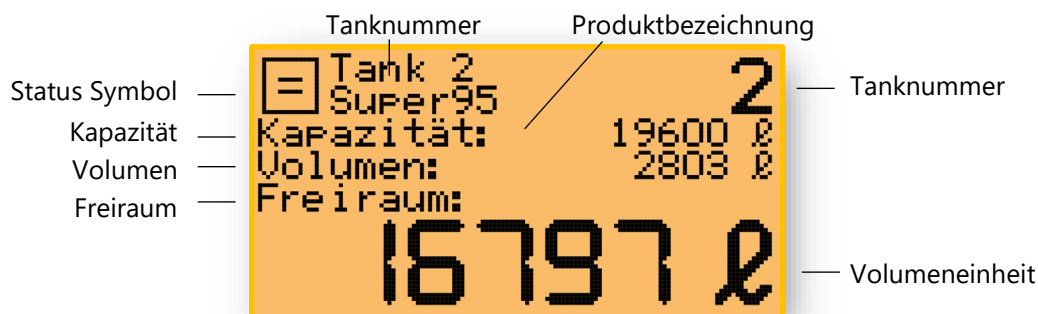 Tanknummer Produktbezeichnung
= Tank 2 2
Status Symbol Super95 Tanknummer
Kapazität Kapazität: 19600 ℓ
Volumen Volumen: 2803 ℓ
Freiraum Freiraum:
16797 ℓ Volumeneinheit